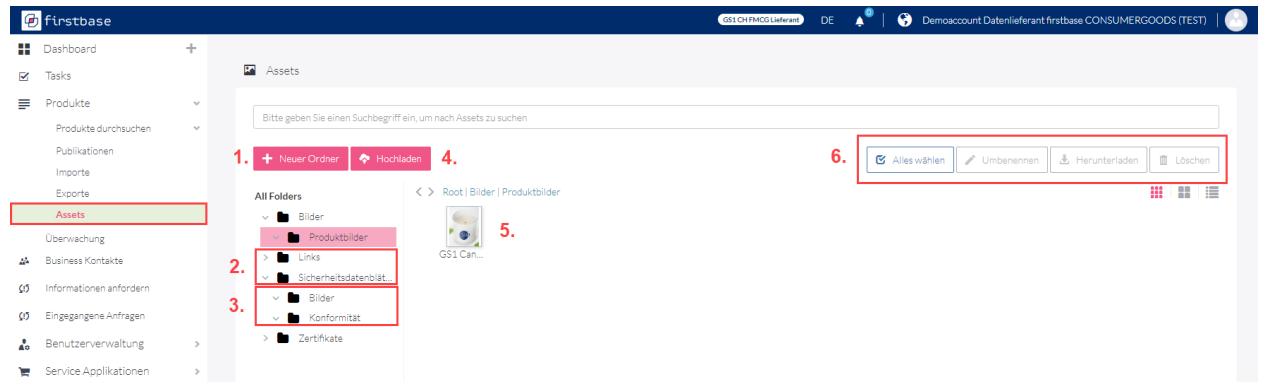 firstbase
GS1 CH FMCG Lieferant DE 0 Demoaccount Datenlieferant firstbase CONSUMERGOODS (TEST)
Dashboard
Tasks
Produkte
Produkte durchsuchen
Publikationen
Importe
Exporte
Assets
Überwachung
Business Kontakte
Informationen anfordern
Eingegangene Anfragen
Benutzerverwaltung
Service Applikationen
Assets
Bitte geben Sie einen Suchbegriff ein, um nach Assets zu suchen
1. Neuer Ordner Hochladen 4.
6. Alles wählen Umbenennen Herunterladen Löschen
All Folders
Bilder
Produktbilder
2. Links
Sicherheitsdatenblät...
3. Bilder
Konformität
Zertifikate
Root | Bilder | Produktbilder
5.
GS1 Can...